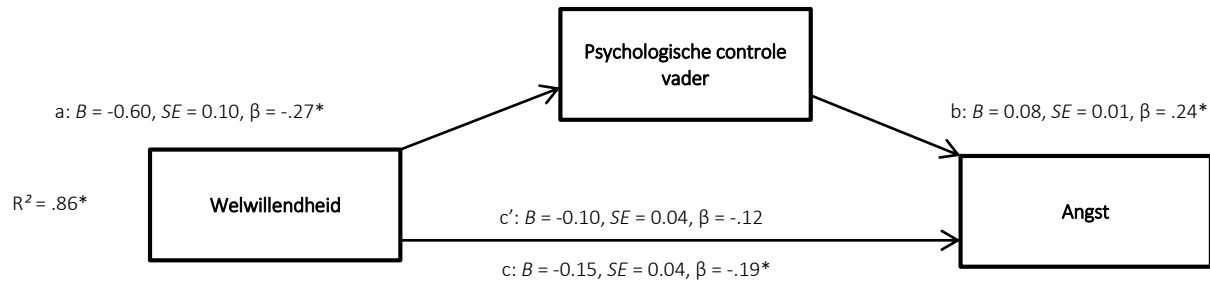 Psychologische controle
vader
a: B = -0.60, SE = 0.10, β = -.27*
b: B = 0.08, SE = 0.01, β = .24*
R² = .86*
Welwillendheid
c’: B = -0.10, SE = 0.04, β = -.12
Angst
c: B = -0.15, SE = 0.04, β = -.19*